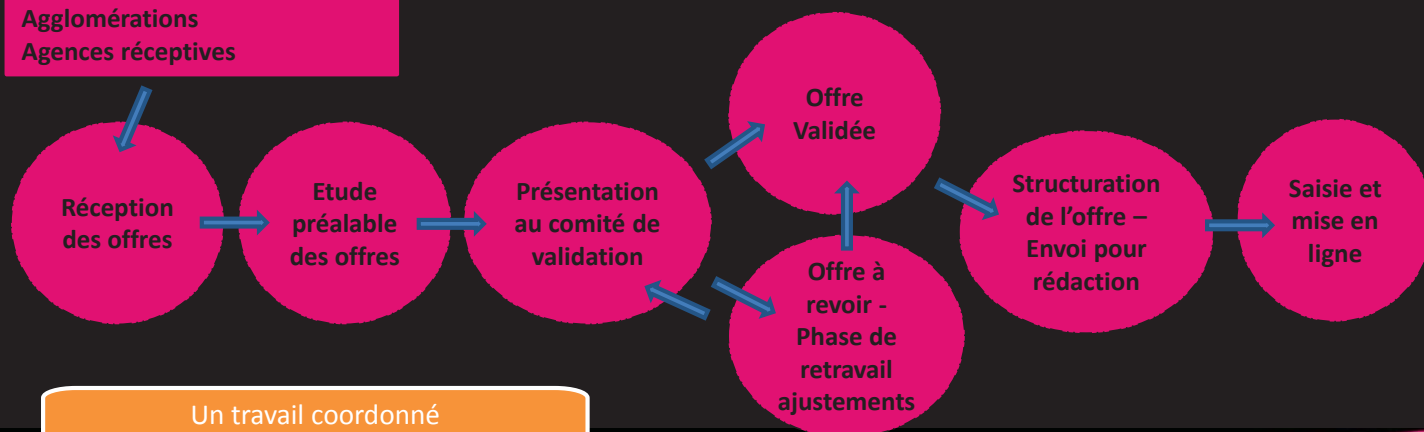 Agglomérations
Agences réceptives
Réception
des offres
Etude
préalable
des offres
Présentation
au comité de
validation
Offre
Validée
Offre à
revoir -
Phase de
retravail
ajustements
Structuration
de l'offre –
Envoi pour
rédaction
Saisie et
mise en
ligne
Un travail coordonné